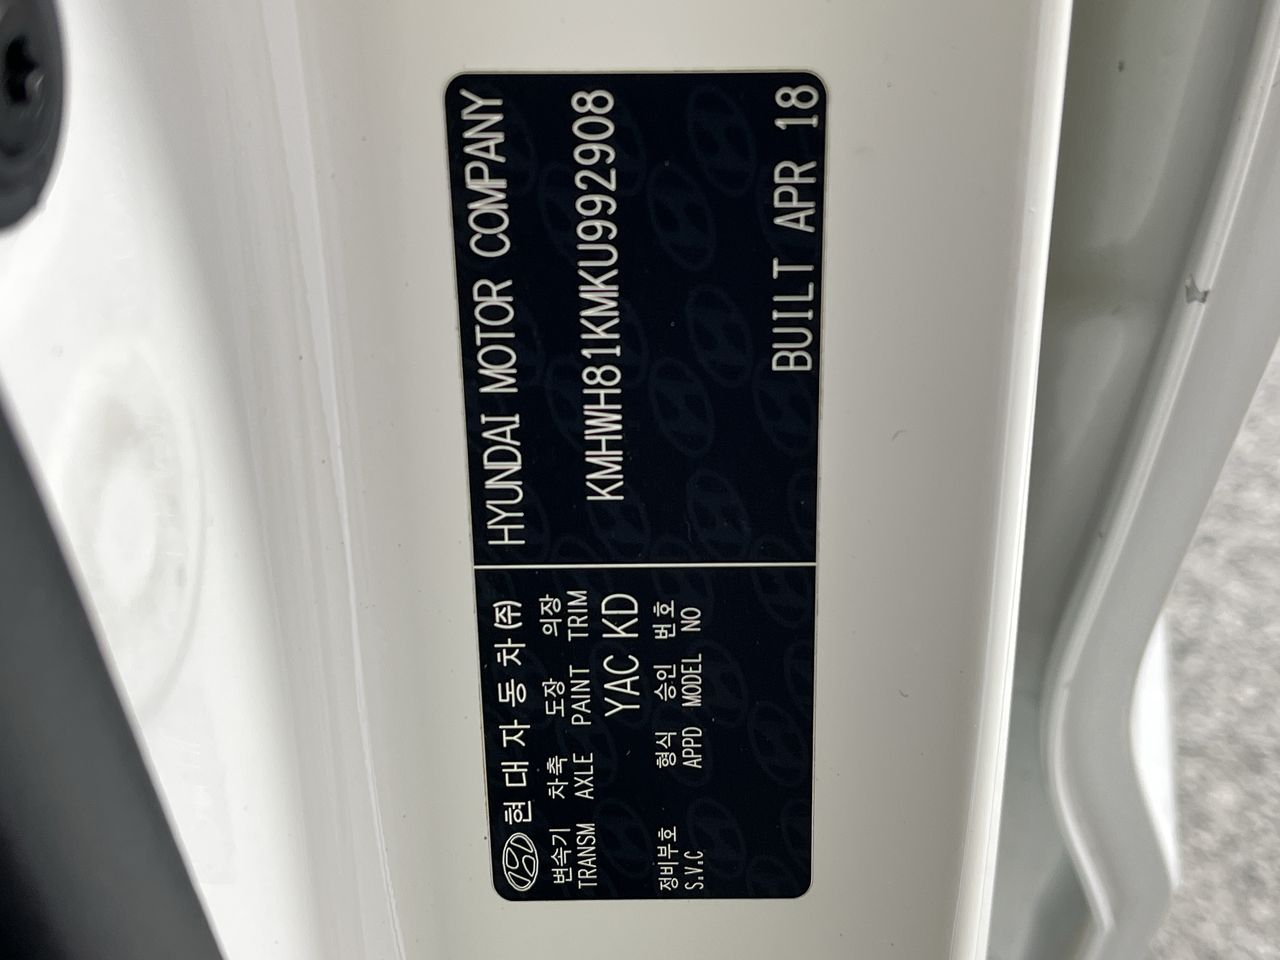 현대자동차(주)
변속기 차축 도장 의장
TRANSM AXLE PAINT TRIM
YAC KD
정비부호 형식 승인 번호
S.V.C APPD MODEL NO
HYUNDAI MOTOR COMPANY
KMHWH81KMKU992908
BUILT APR 18